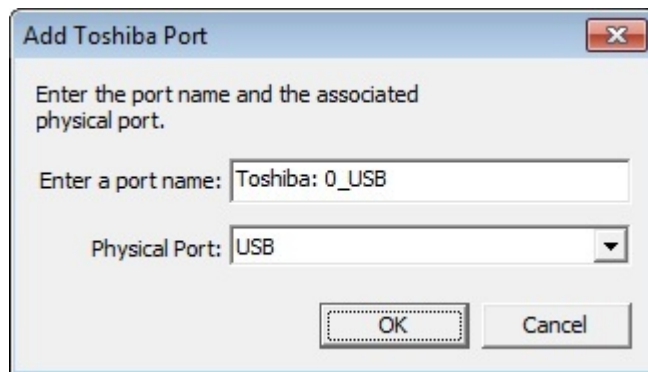 Add Toshiba Port
Enter the port name and the associated
physical port.
Enter a port name: Toshiba: 0_USB
Physical Port: USB
OK Cancel